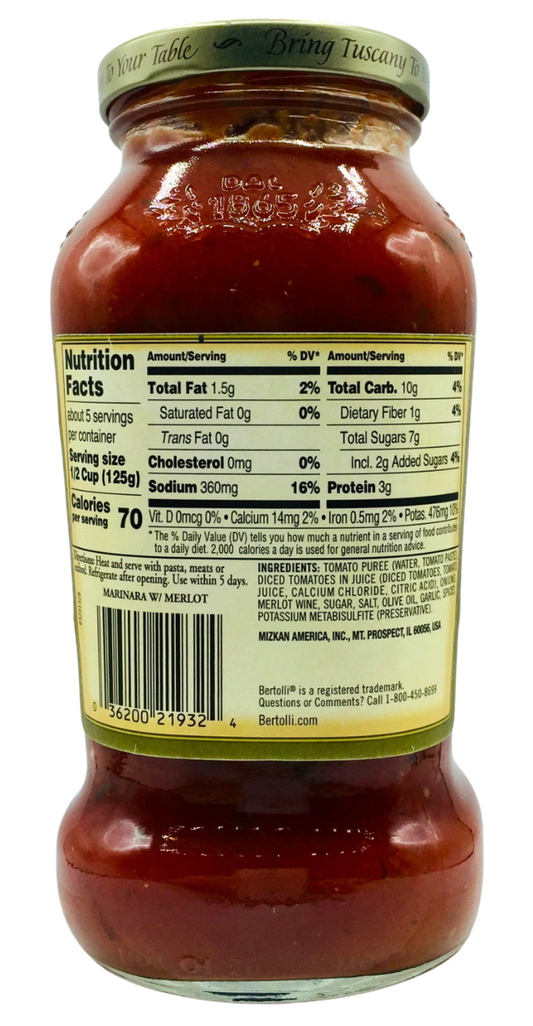 To Your Table ~ Bring Tuscany To
DAL
1865
Nutrition
Facts
about 5 servings
per container
Serving size
1/2 Cup (125g)
Calories
per serving 70
Amount/Serving % DV*
Total Fat 1.5g 2%
Saturated Fat 0g 0%
Trans Fat 0g
Cholesterol 0mg 0%
Sodium 360mg 16%
Amount/Serving % DV*
Total Carb. 10g 4%
Dietary Fiber 1g 4%
Total Sugars 7g
Incl. 2g Added Sugars 4%
Protein 3g
Vit. D 0mcg 0% • Calcium 14mg 2% • Iron 0.5mg 2% • Potas. 476mg 10%
* The % Daily Value (DV) tells you how much a nutrient in a serving of food contributes
to a daily diet. 2,000 calories a day is used for general nutrition advice.
Heat and serve with pasta, meats or
Refrigerate after opening. Use within 5 days.
MARINARA W/ MERLOT
0 36200 21932 4
INGREDIENTS: TOMATO PUREE (WATER, TOMATO PASTE)
DICED TOMATOES IN JUICE (DICED TOMATOES, TOMATO
JUICE, CALCIUM CHLORIDE, CITRIC ACID), ONIONS
MERLOT WINE, SUGAR, SALT, OLIVE OIL, GARLIC, SPICES
POTASSIUM METABISULFITE (PRESERVATIVE).
MIZKAN AMERICA, INC., MT. PROSPECT, IL 60056, USA
Bertolli® is a registered trademark.
Questions or Comments? Call 1-800-450-8699
Bertolli.com